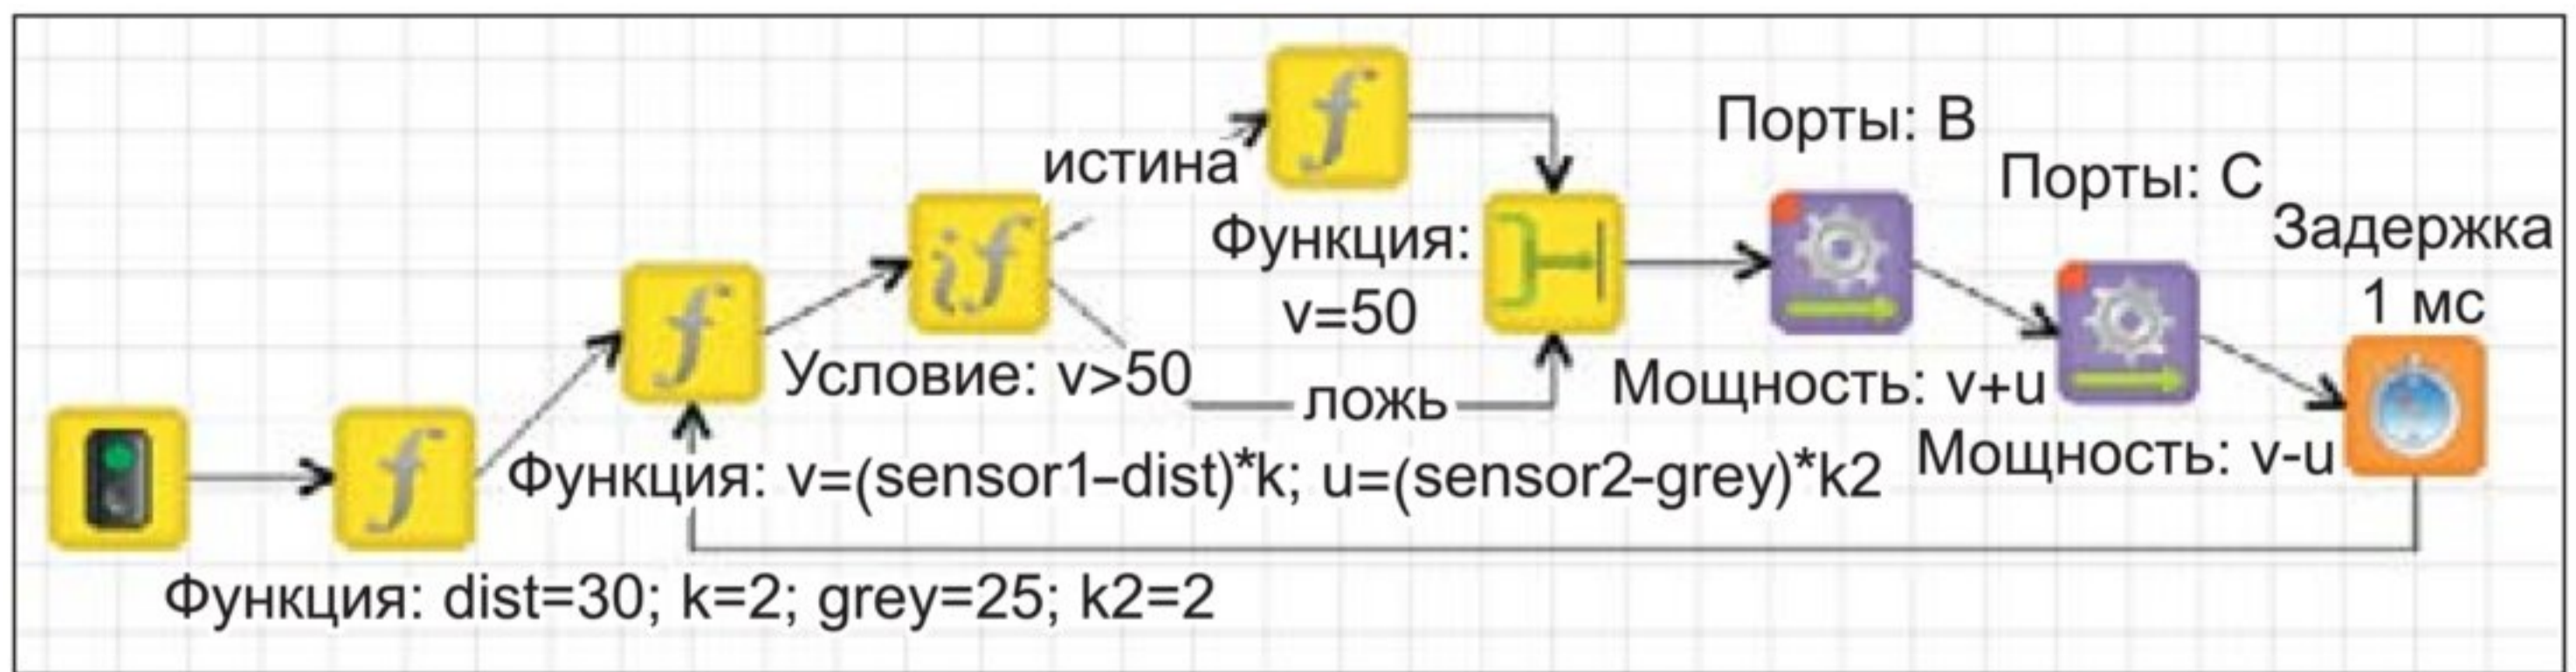 Порты: B
истина
Порты: C
Функция:
v=50
Задержка
1 мс
Условие: v>50
ложь
Мощность: v+u
Функция: v=(sensor1–dist)*k; u=(sensor2–grey)*k2
Мощность: v-u
Функция: dist=30; k=2; grey=25; k2=2